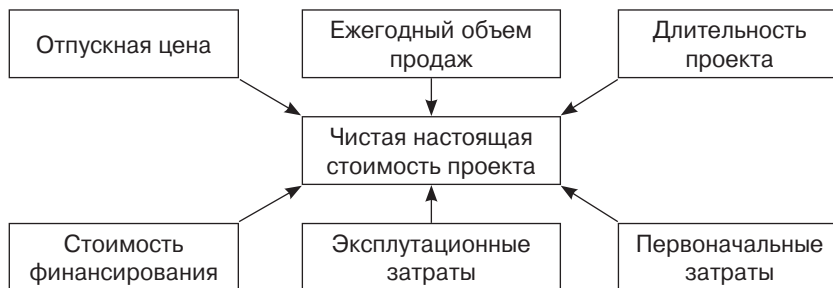 Отпускная цена
Ежегодный объем
продаж
Длительность
проекта
Чистая настоящая
стоимость проекта
Стоимость
финансирования
Эксплутационные
затраты
Первоначальные
затраты